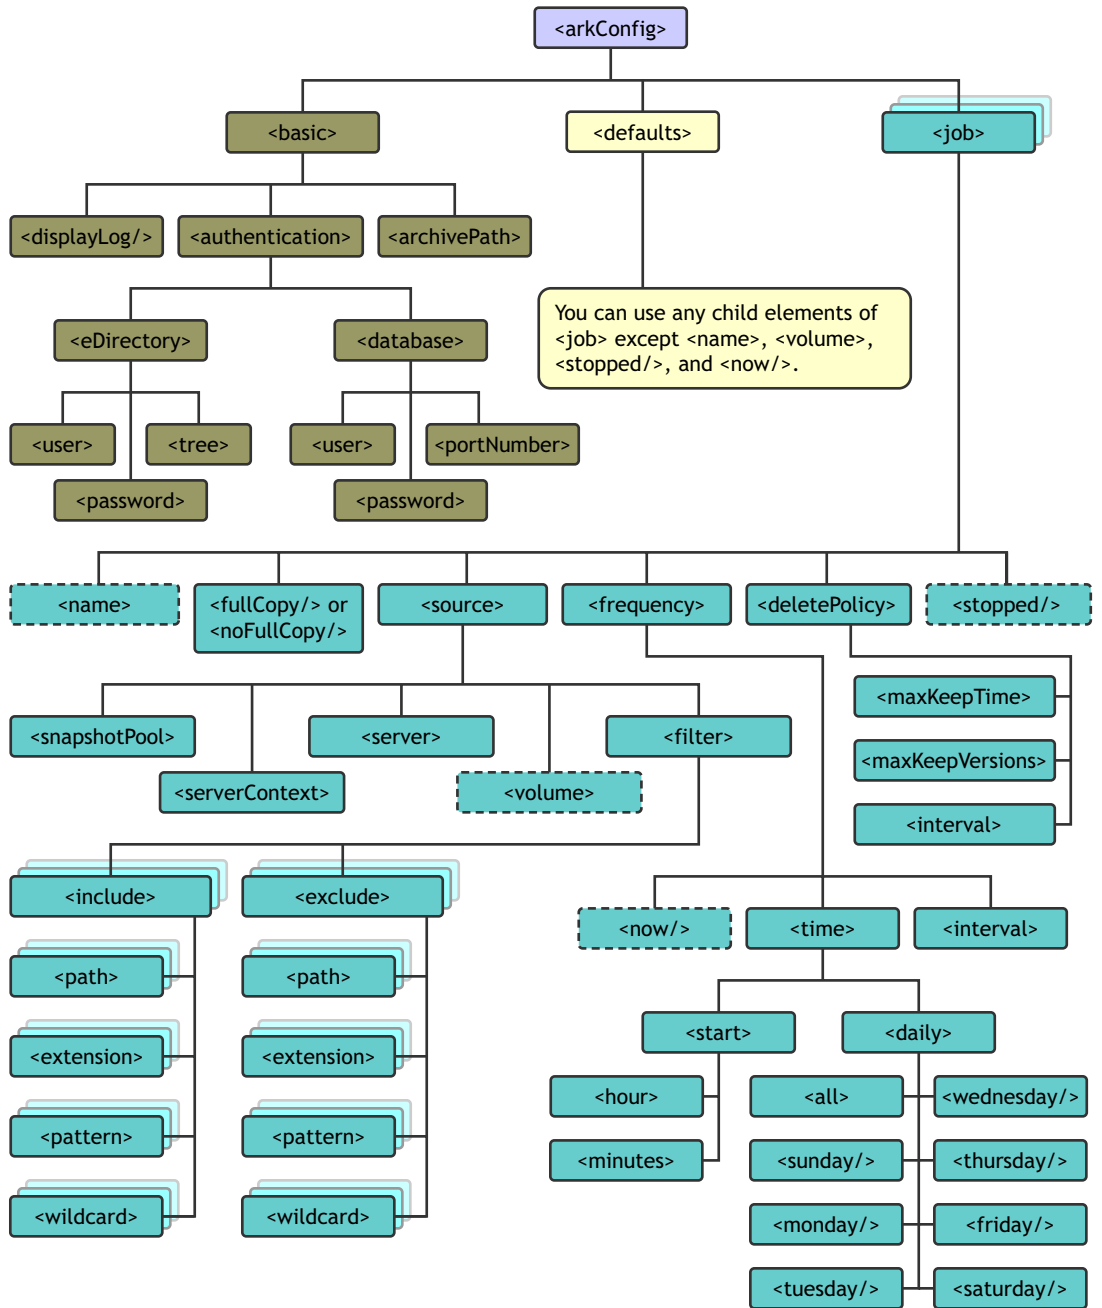 <arkConfig>
<basic>
<defaults>
<job>
<displayLog/>
<authentication>
<archivePath>
<eDirectory>
<database>
You can use any child elements of
<job> except <name>, <volume>,
<stopped/>, and <now/>.
<user>
<tree>
<user>
<portNumber>
<password>
<password>
<name>
<fullCopy/> or
<noFullCopy/>
<source>
<frequency>
<deletePolicy>
<stopped/>
<maxKeepTime>
<snapshotPool>
<server>
<filter>
<maxKeepVersions>
<serverContext>
<volume>
<interval>
<include>
<exclude>
<now/>
<time>
<interval>
<path>
<path>
<start>
<daily>
<extension>
<extension>
<hour>
<all>
<wednesday/>
<pattern>
<pattern>
<minutes>
<sunday/>
<thursday/>
<wildcard>
<wildcard>
<monday/>
<friday/>
<tuesday/>
<saturday/>